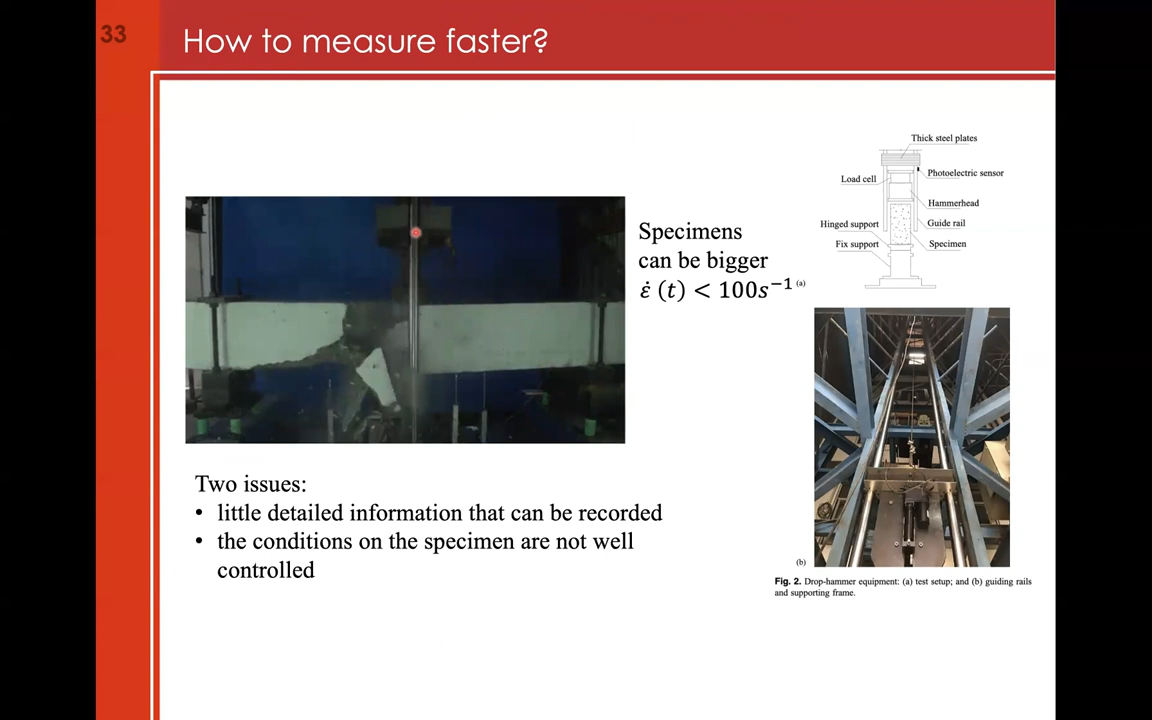 33
How to measure faster?
Specimens
can be bigger
ε̇ (t) < 100s⁻¹
Two issues:
• little detailed information that can be recorded
• the conditions on the specimen are not well
controlled
Thick steel plates
Photoelectric sensor
Load cell
Hammerhead
Hinged support
Guide rail
Fix support
Specimen
(a)
(b)
Fig. 2. Drop-hammer equipment: (a) test setup; and (b) guiding rails
and supporting frame.